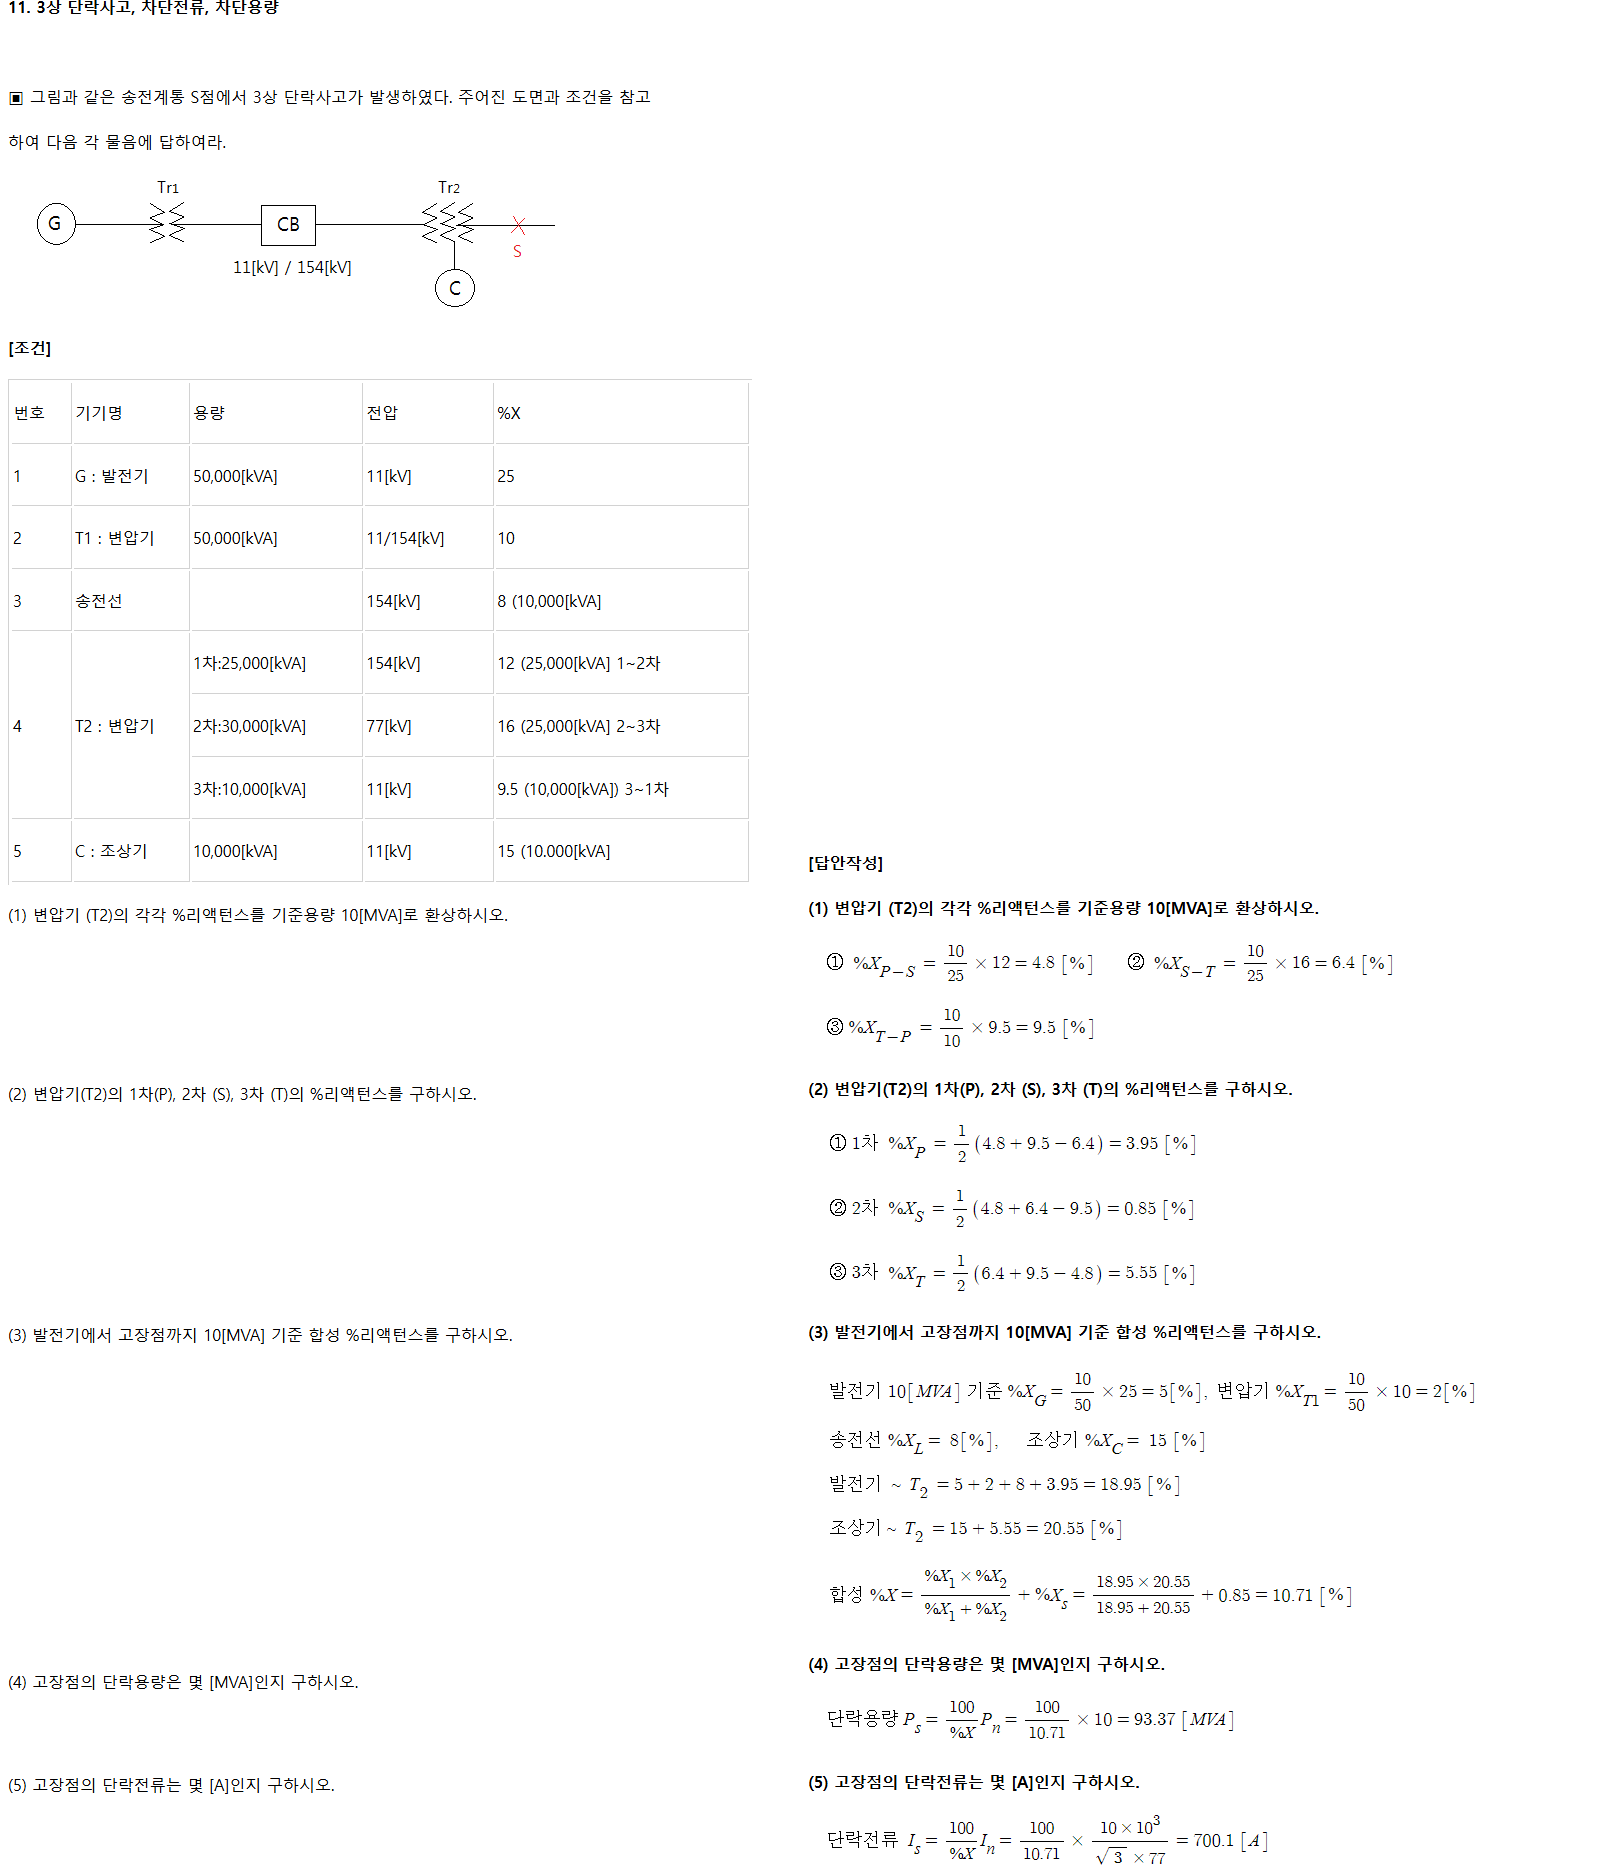 11. 3상 단락사고, 차단전류, 차단용량
▣ 그림과 같은 송전계통 S점에서 3상 단락사고가 발생하였다. 주어진 도면과 조건을 참고
하여 다음 각 물음에 답하여라.
Tr1 Tr2
G CB
S
11[kV] / 154[kV]
C
[조건]
번호 기기명 용량 전압 %X
1 G : 발전기 50,000[kVA] 11[kV] 25
2 T1 : 변압기 50,000[kVA] 11/154[kV] 10
3 송전선 154[kV] 8 (10,000[kVA]
1차:25,000[kVA] 154[kV] 12 (25,000[kVA] 1~2차
4 T2 : 변압기 2차:30,000[kVA] 77[kV] 16 (25,000[kVA] 2~3차
3차:10,000[kVA] 11[kV] 9.5 (10,000[kVA]) 3~1차
5 C : 조상기 10,000[kVA] 11[kV] 15 (10.000[kVA]
(1) 변압기 (T2)의 각각 %리액턴스를 기준용량 10[MVA]로 환상하시오.
(2) 변압기(T2)의 1차(P), 2차 (S), 3차 (T)의 %리액턴스를 구하시오.
(3) 발전기에서 고장점까지 10[MVA] 기준 합성 %리액턴스를 구하시오.
(4) 고장점의 단락용량은 몇 [MVA]인지 구하시오.
(5) 고장점의 단락전류는 몇 [A]인지 구하시오.
[답안작성]
(1) 변압기 (T2)의 각각 %리액턴스를 기준용량 10[MVA]로 환상하시오.
① %X_{P-S} = 10/25 × 12 = 4.8 [%] ② %X_{S-T} = 10/25 × 16 = 6.4 [%]
③ %X_{T-P} = 10/10 × 9.5 = 9.5 [%]
(2) 변압기(T2)의 1차(P), 2차 (S), 3차 (T)의 %리액턴스를 구하시오.
① 1차 %X_P = 1/2 (4.8 + 9.5 - 6.4) = 3.95 [%]
② 2차 %X_S = 1/2 (4.8 + 6.4 - 9.5) = 0.85 [%]
③ 3차 %X_T = 1/2 (6.4 + 9.5 - 4.8) = 5.55 [%]
(3) 발전기에서 고장점까지 10[MVA] 기준 합성 %리액턴스를 구하시오.
발전기 10[MVA] 기준 %X_G = 10/50 × 25 = 5[%], 변압기 %X_{T1} = 10/50 × 10 = 2[%]
송전선 %X_L = 8[%], 조상기 %X_C = 15 [%]
발전기 ~ T_2 = 5 + 2 + 8 + 3.95 = 18.95 [%]
조상기 ~ T_2 = 15 + 5.55 = 20.55 [%]
합성 %X = (%X_1 × %X_2)/(%X_1 + %X_2) + %X_s = (18.95 × 20.55)/(18.95 + 20.55) + 0.85 = 10.71 [%]
(4) 고장점의 단락용량은 몇 [MVA]인지 구하시오.
단락용량 P_s = 100/%X P_n = 100/10.71 × 10 = 93.37 [MVA]
(5) 고장점의 단락전류는 몇 [A]인지 구하시오.
단락전류 I_s = 100/%X I_n = 100/10.71 × (10 × 10^3)/(√3 × 77) = 700.1 [A]